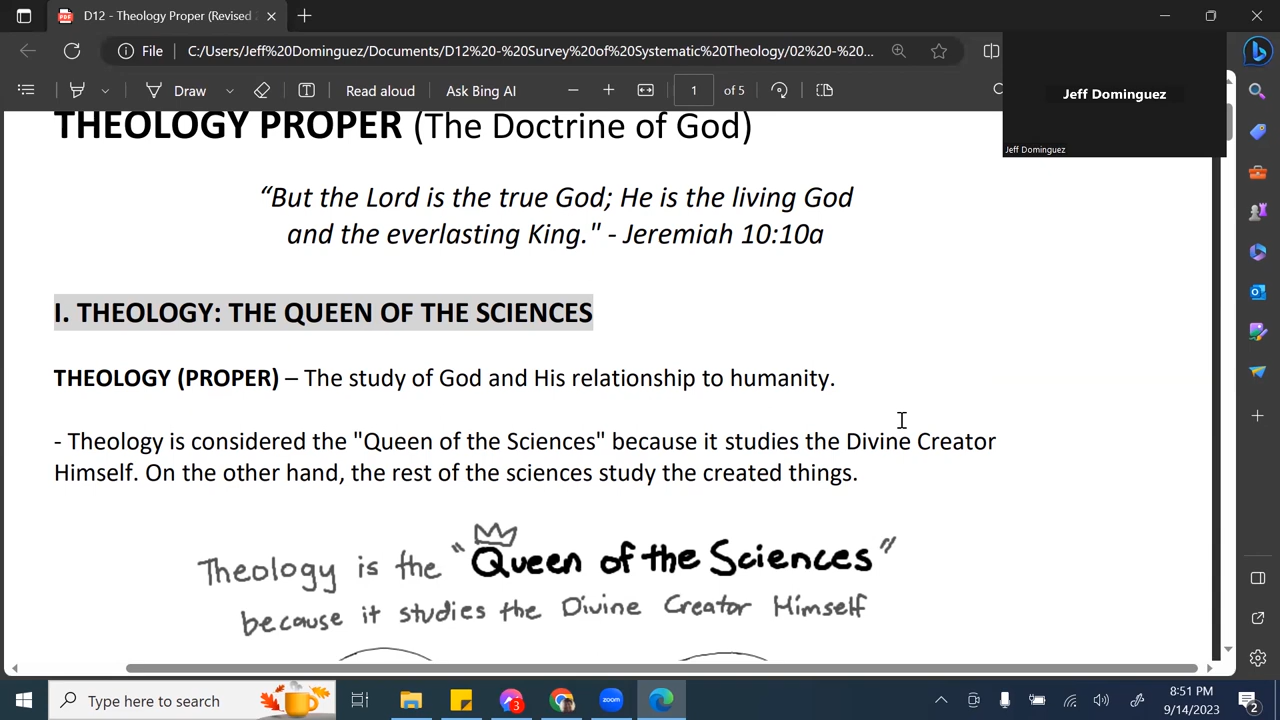 D12 - Theology Proper (Revised 2
File
C:/Users/Jeff%20Dominguez/Documents/D12%20-%20Survey%20of%20Systematic%20Theology/02%20-%20...
Draw
Read aloud
Ask Bing AI
1
of 5
Jeff Dominguez
Jeff Dominguez
THEOLOGY PROPER (The Doctrine of God)
“But the Lord is the true God; He is the living God
and the everlasting King." - Jeremiah 10:10a
I. THEOLOGY: THE QUEEN OF THE SCIENCES
THEOLOGY (PROPER) – The study of God and His relationship to humanity.
- Theology is considered the "Queen of the Sciences" because it studies the Divine Creator
Himself. On the other hand, the rest of the sciences study the created things.
Theology is the "Queen of the Sciences"
because it studies the Divine Creator Himself
Type here to search
3
zoom
8:51 PM
9/14/2023
2